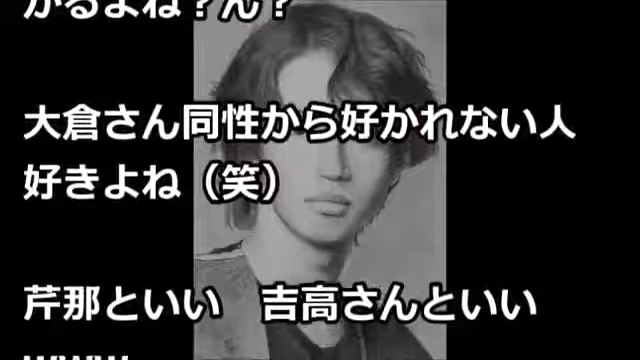 かるよね？ん？
大倉さん同性から好かれない人
好きよね（笑）
芹那といい　吉高さんといい
wwww